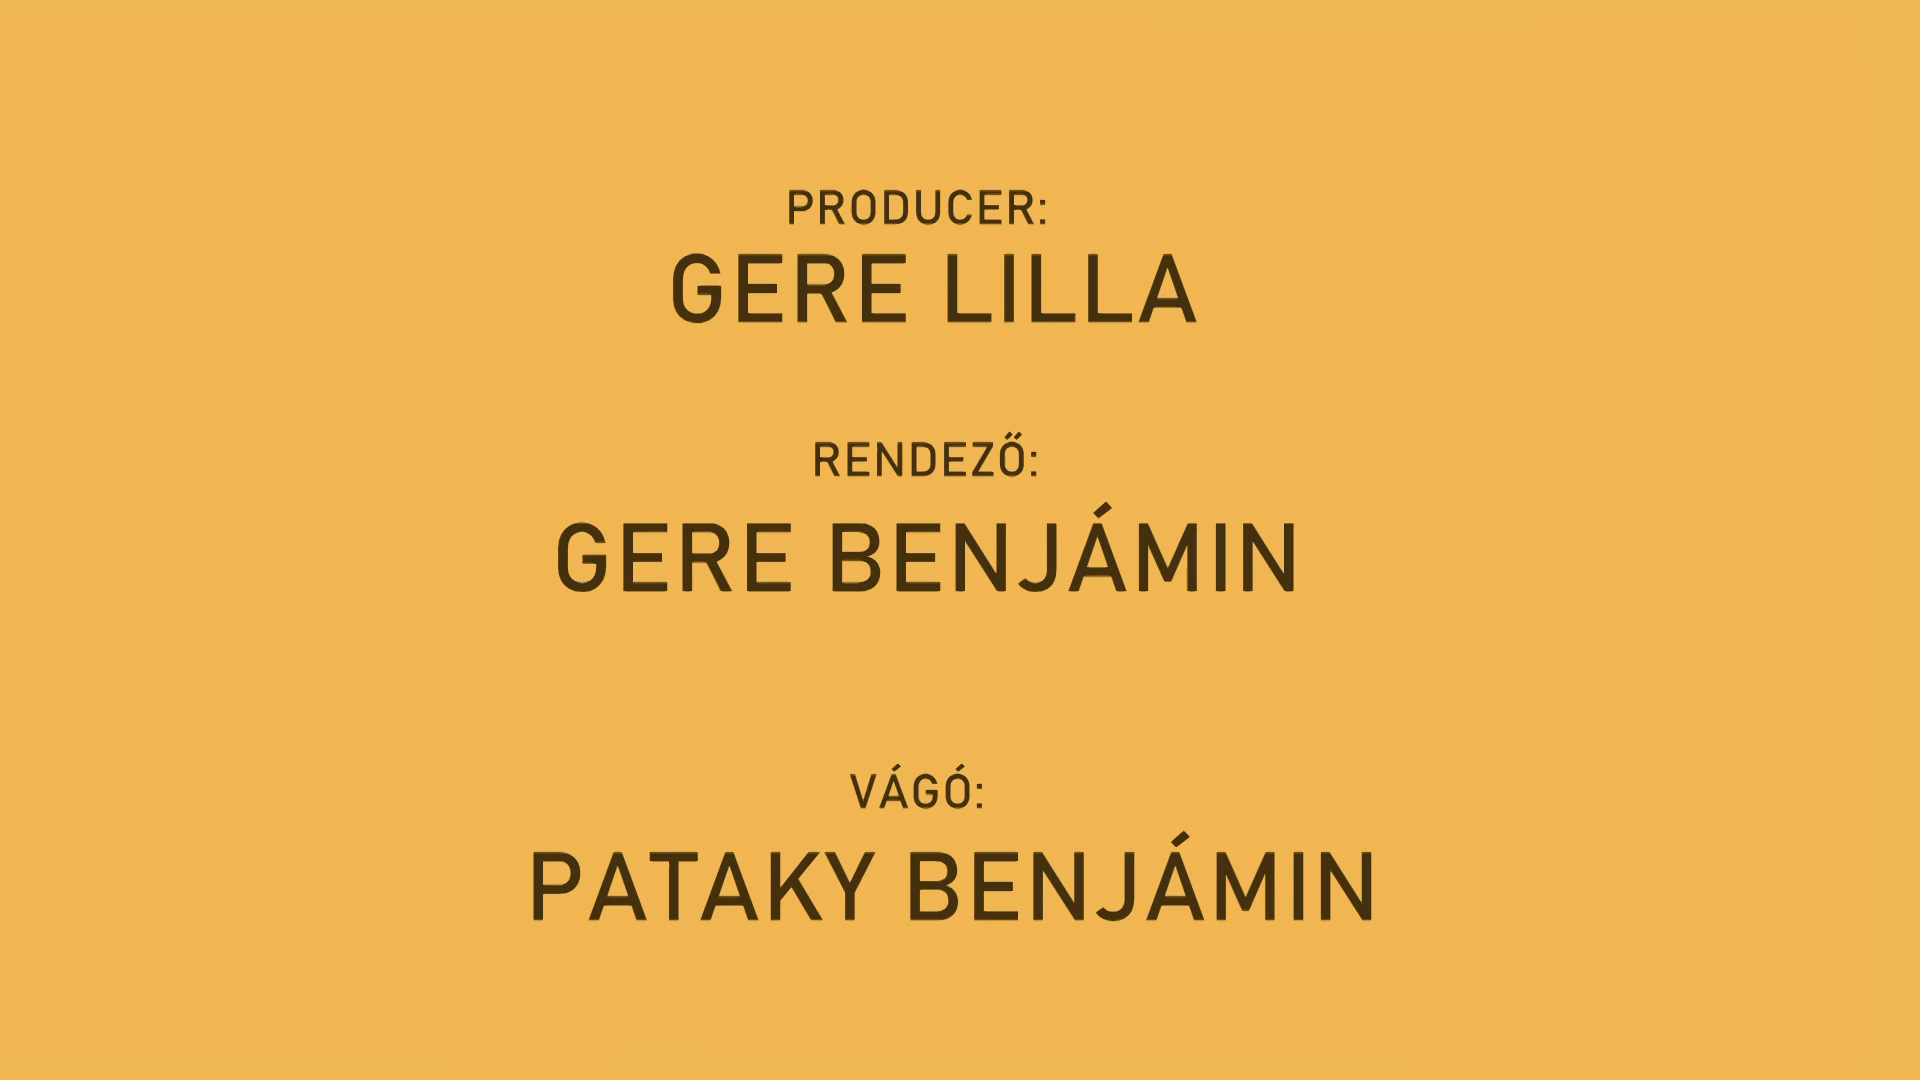 PRODUCER:
GERE LILLA
RENDEZŐ:
GERE BENJÁMIN
VÁGÓ:
PATAKY BENJÁMIN